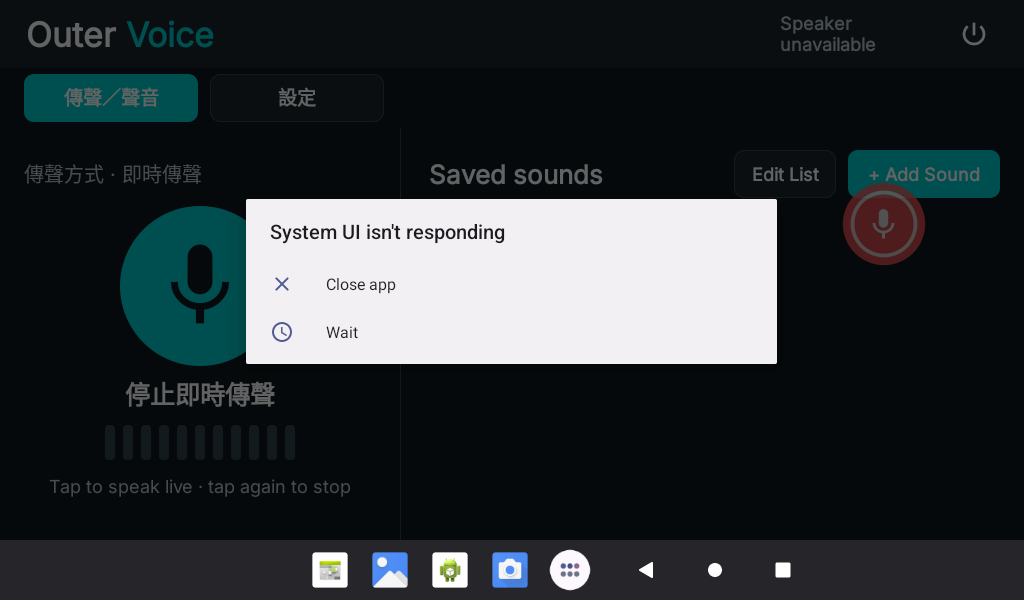 Outer Voice
Speaker
unavailable
傳聲／聲音
設定
傳聲方式 · 即時傳聲
Saved sounds
Edit List
+ Add Sound
System UI isn't responding
Close app
Wait
停止即時傳聲
Tap to speak live · tap again to stop